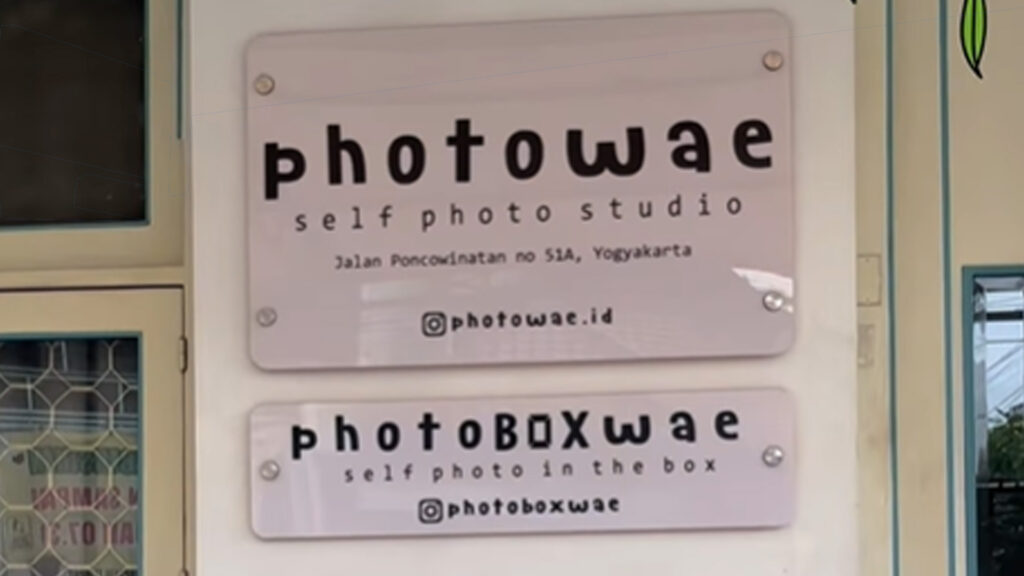 photowae
self photo studio
Jalan Poncowinatan no 51A, Yogyakarta
photowae.id
photoBOXwae
self photo in the box
photoboxwae